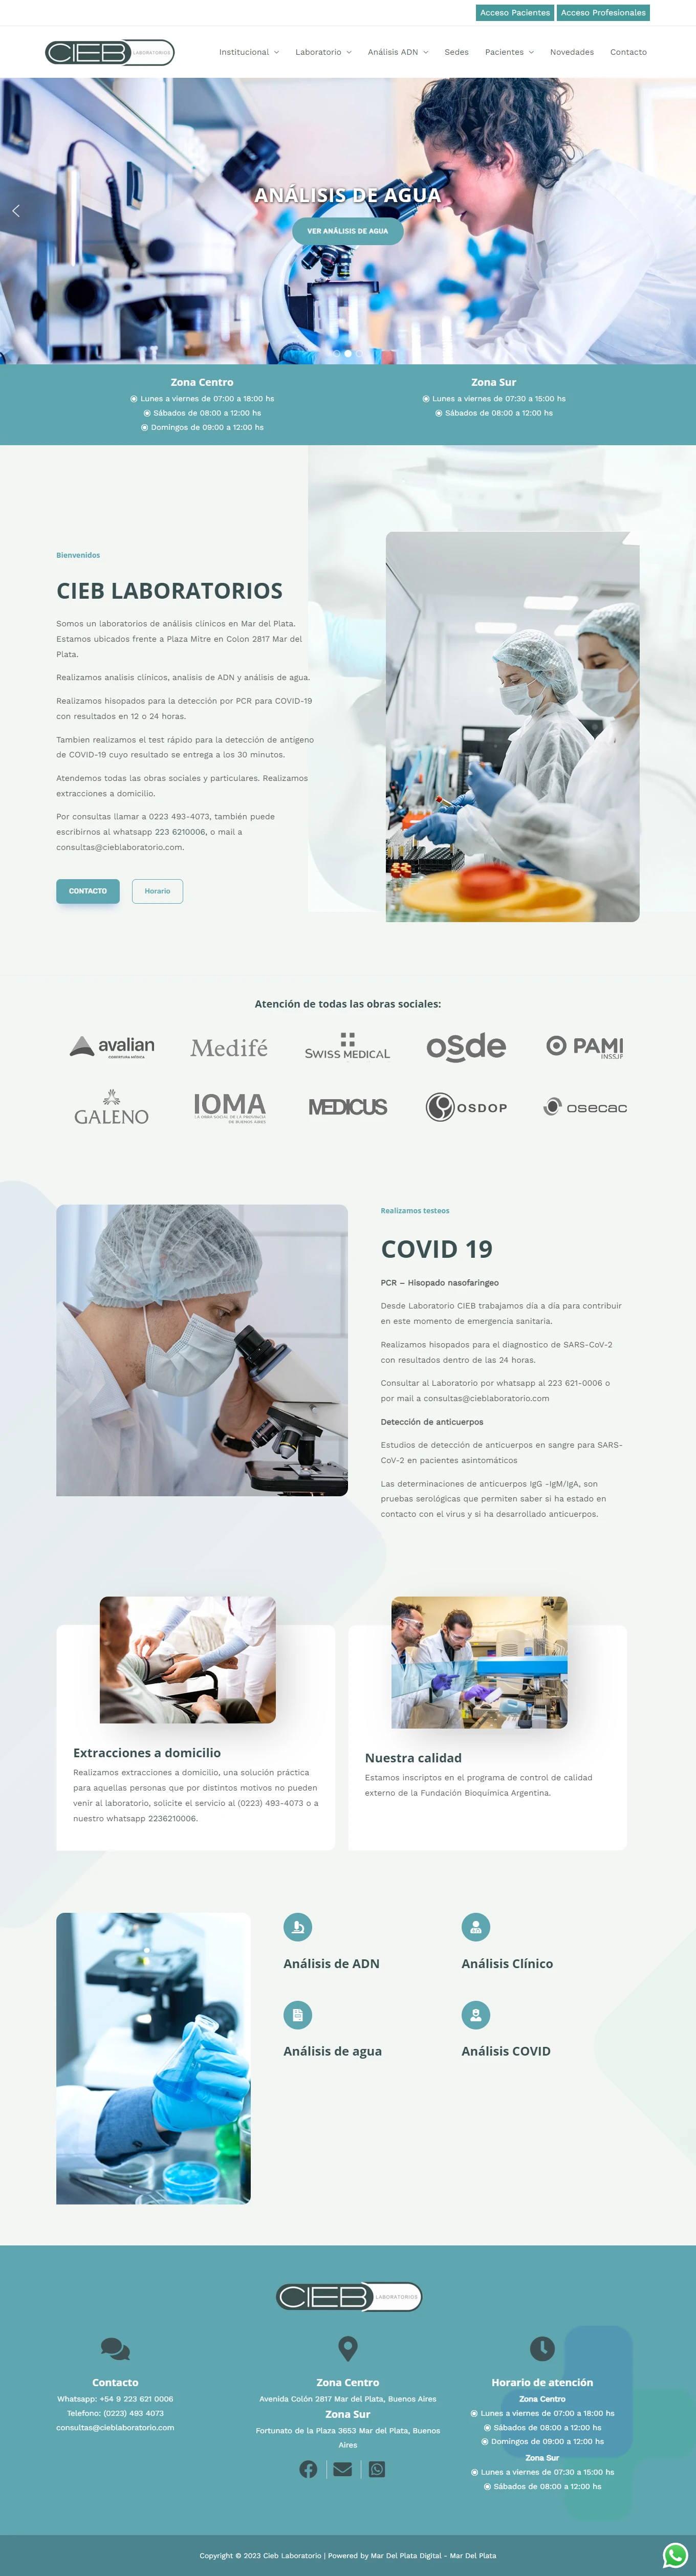 Acceso Pacientes Acceso Profesionales
CIEB LABORATORIOS
Institucional Laboratorio Análisis ADN Sedes Pacientes Novedades Contacto
ANÁLISIS DE AGUA
VER ANÁLISIS DE AGUA
Zona Centro
Lunes a viernes de 07:00 a 18:00 hs
Sábados de 08:00 a 12:00 hs
Domingos de 09:00 a 12:00 hs
Zona Sur
Lunes a viernes de 07:30 a 15:00 hs
Sábados de 08:00 a 12:00 hs
Bienvenidos
CIEB LABORATORIOS
Somos un laboratorios de análisis clínicos en Mar del Plata.
Estamos ubicados frente a Plaza Mitre en Colon 2817 Mar del
Plata.
Realizamos analisis clínicos, analisis de ADN y análisis de agua.
Realizamos hisopados para la detección por PCR para COVID-19
con resultados en 12 o 24 horas.
Tambien realizamos el test rápido para la detección de antígeno
de COVID-19 cuyo resultado se entrega a los 30 minutos.
Atendemos todas las obras sociales y particulares. Realizamos
extracciones a domicilio.
Por consultas llamar a 0223 493-4073, también puede
escribirnos al whatsapp 223 6210006, o mail a
consultas@cieblaboratorio.com.
CONTACTO
Horario
Atención de todas las obras sociales:
avalian
COBERTURA MÉDICA
Medifé
SWISS MEDICAL
osde
PAMI
INSSJP
GALENO
IOMA
LA OBRA SOCIAL DE LA PROVINCIA
DE BUENOS AIRES
MEDICUS
OSDOP
osecac
Realizamos testeos
COVID 19
PCR – Hisopado nasofaringeo
Desde Laboratorio CIEB trabajamos día a día para contribuir
en este momento de emergencia sanitaria.
Realizamos hisopados para el diagnostico de SARS-CoV-2
con resultados dentro de las 24 horas.
Consultar al Laboratorio por whatsapp al 223 621-0006 o
por mail a consultas@cieblaboratorio.com
Detección de anticuerpos
Estudios de detección de anticuerpos en sangre para SARS-
CoV-2 en pacientes asintomáticos
Las determinaciones de anticuerpos IgG -IgM/IgA, son
pruebas serológicas que permiten saber si ha estado en
contacto con el virus y si ha desarrollado anticuerpos.
Extracciones a domicilio
Realizamos extracciones a domicilio, una solución práctica
para aquellas personas que por distintos motivos no pueden
venir al laboratorio, solicite el servicio al (0223) 493-4073 o a
nuestro whatsapp 2236210006.
Nuestra calidad
Estamos inscriptos en el programa de control de calidad
externo de la Fundación Bioquímica Argentina.
Análisis de ADN
Análisis Clínico
Análisis de agua
Análisis COVID
CIEB LABORATORIOS
Contacto
Whatsapp: +54 9 223 621 0006
Telefono: (0223) 493 4073
consultas@cieblaboratorio.com
Zona Centro
Avenida Colón 2817 Mar del Plata, Buenos Aires
Zona Sur
Fortunato de la Plaza 3653 Mar del Plata, Buenos
Aires
Horario de atención
Zona Centro
Lunes a viernes de 07:00 a 18:00 hs
Sábados de 08:00 a 12:00 hs
Domingos de 09:00 a 12:00 hs
Zona Sur
Lunes a viernes de 07:30 a 15:00 hs
Sábados de 08:00 a 12:00 hs
Copyright © 2023 Cieb Laboratorio | Powered by Mar Del Plata Digital - Mar Del Plata